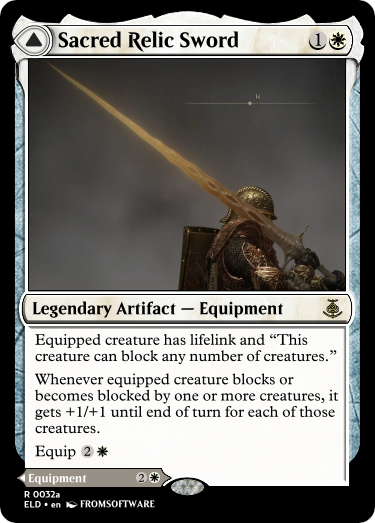 Sacred Relic Sword 1
N
Legendary Artifact — Equipment
Equipped creature has lifelink and “This
creature can block any number of creatures.”
Whenever equipped creature blocks or
becomes blocked by one or more creatures, it
gets +1/+1 until end of turn for each of those
creatures.
Equip 2
Equipment 2
R 0032a
ELD • en FROMSOFTWARE